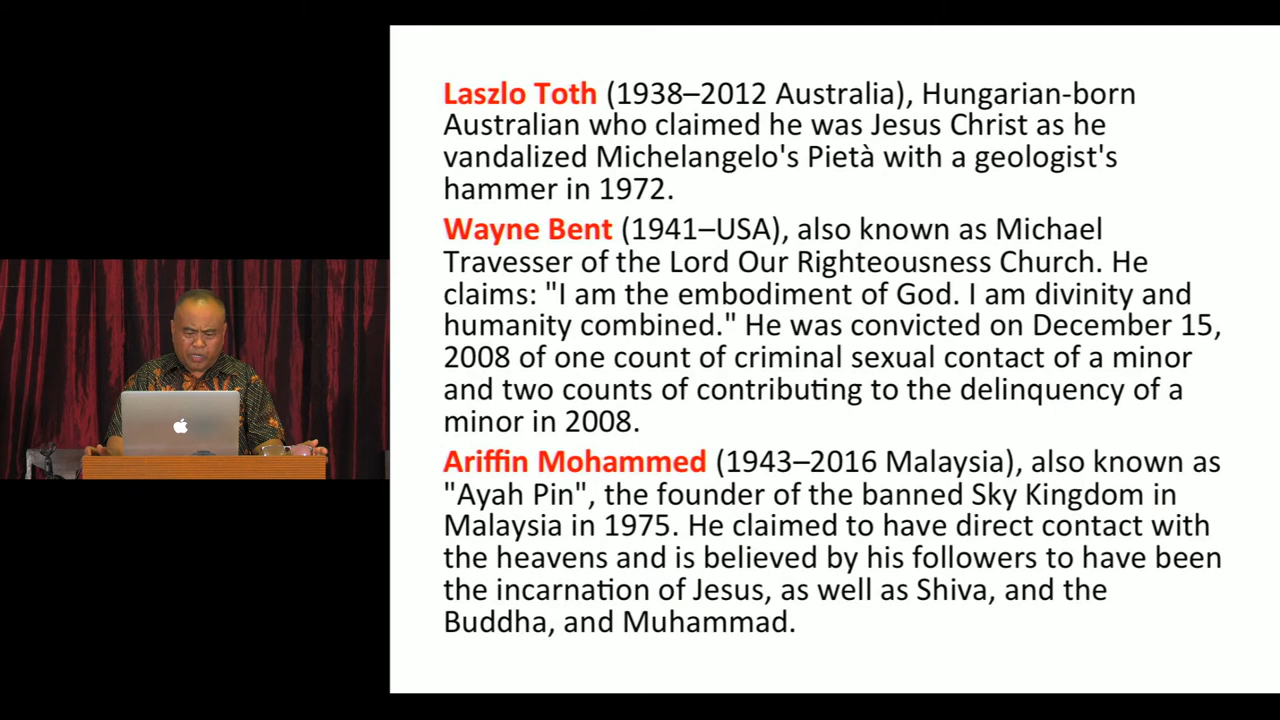 Laszlo Toth (1938–2012 Australia), Hungarian-born
Australian who claimed he was Jesus Christ as he
vandalized Michelangelo's Pietà with a geologist's
hammer in 1972.
Wayne Bent (1941–USA), also known as Michael
Travesser of the Lord Our Righteousness Church. He
claims: "I am the embodiment of God. I am divinity and
humanity combined." He was convicted on December 15,
2008 of one count of criminal sexual contact of a minor
and two counts of contributing to the delinquency of a
minor in 2008.
Ariffin Mohammed (1943–2016 Malaysia), also known as
"Ayah Pin", the founder of the banned Sky Kingdom in
Malaysia in 1975. He claimed to have direct contact with
the heavens and is believed by his followers to have been
the incarnation of Jesus, as well as Shiva, and the
Buddha, and Muhammad.